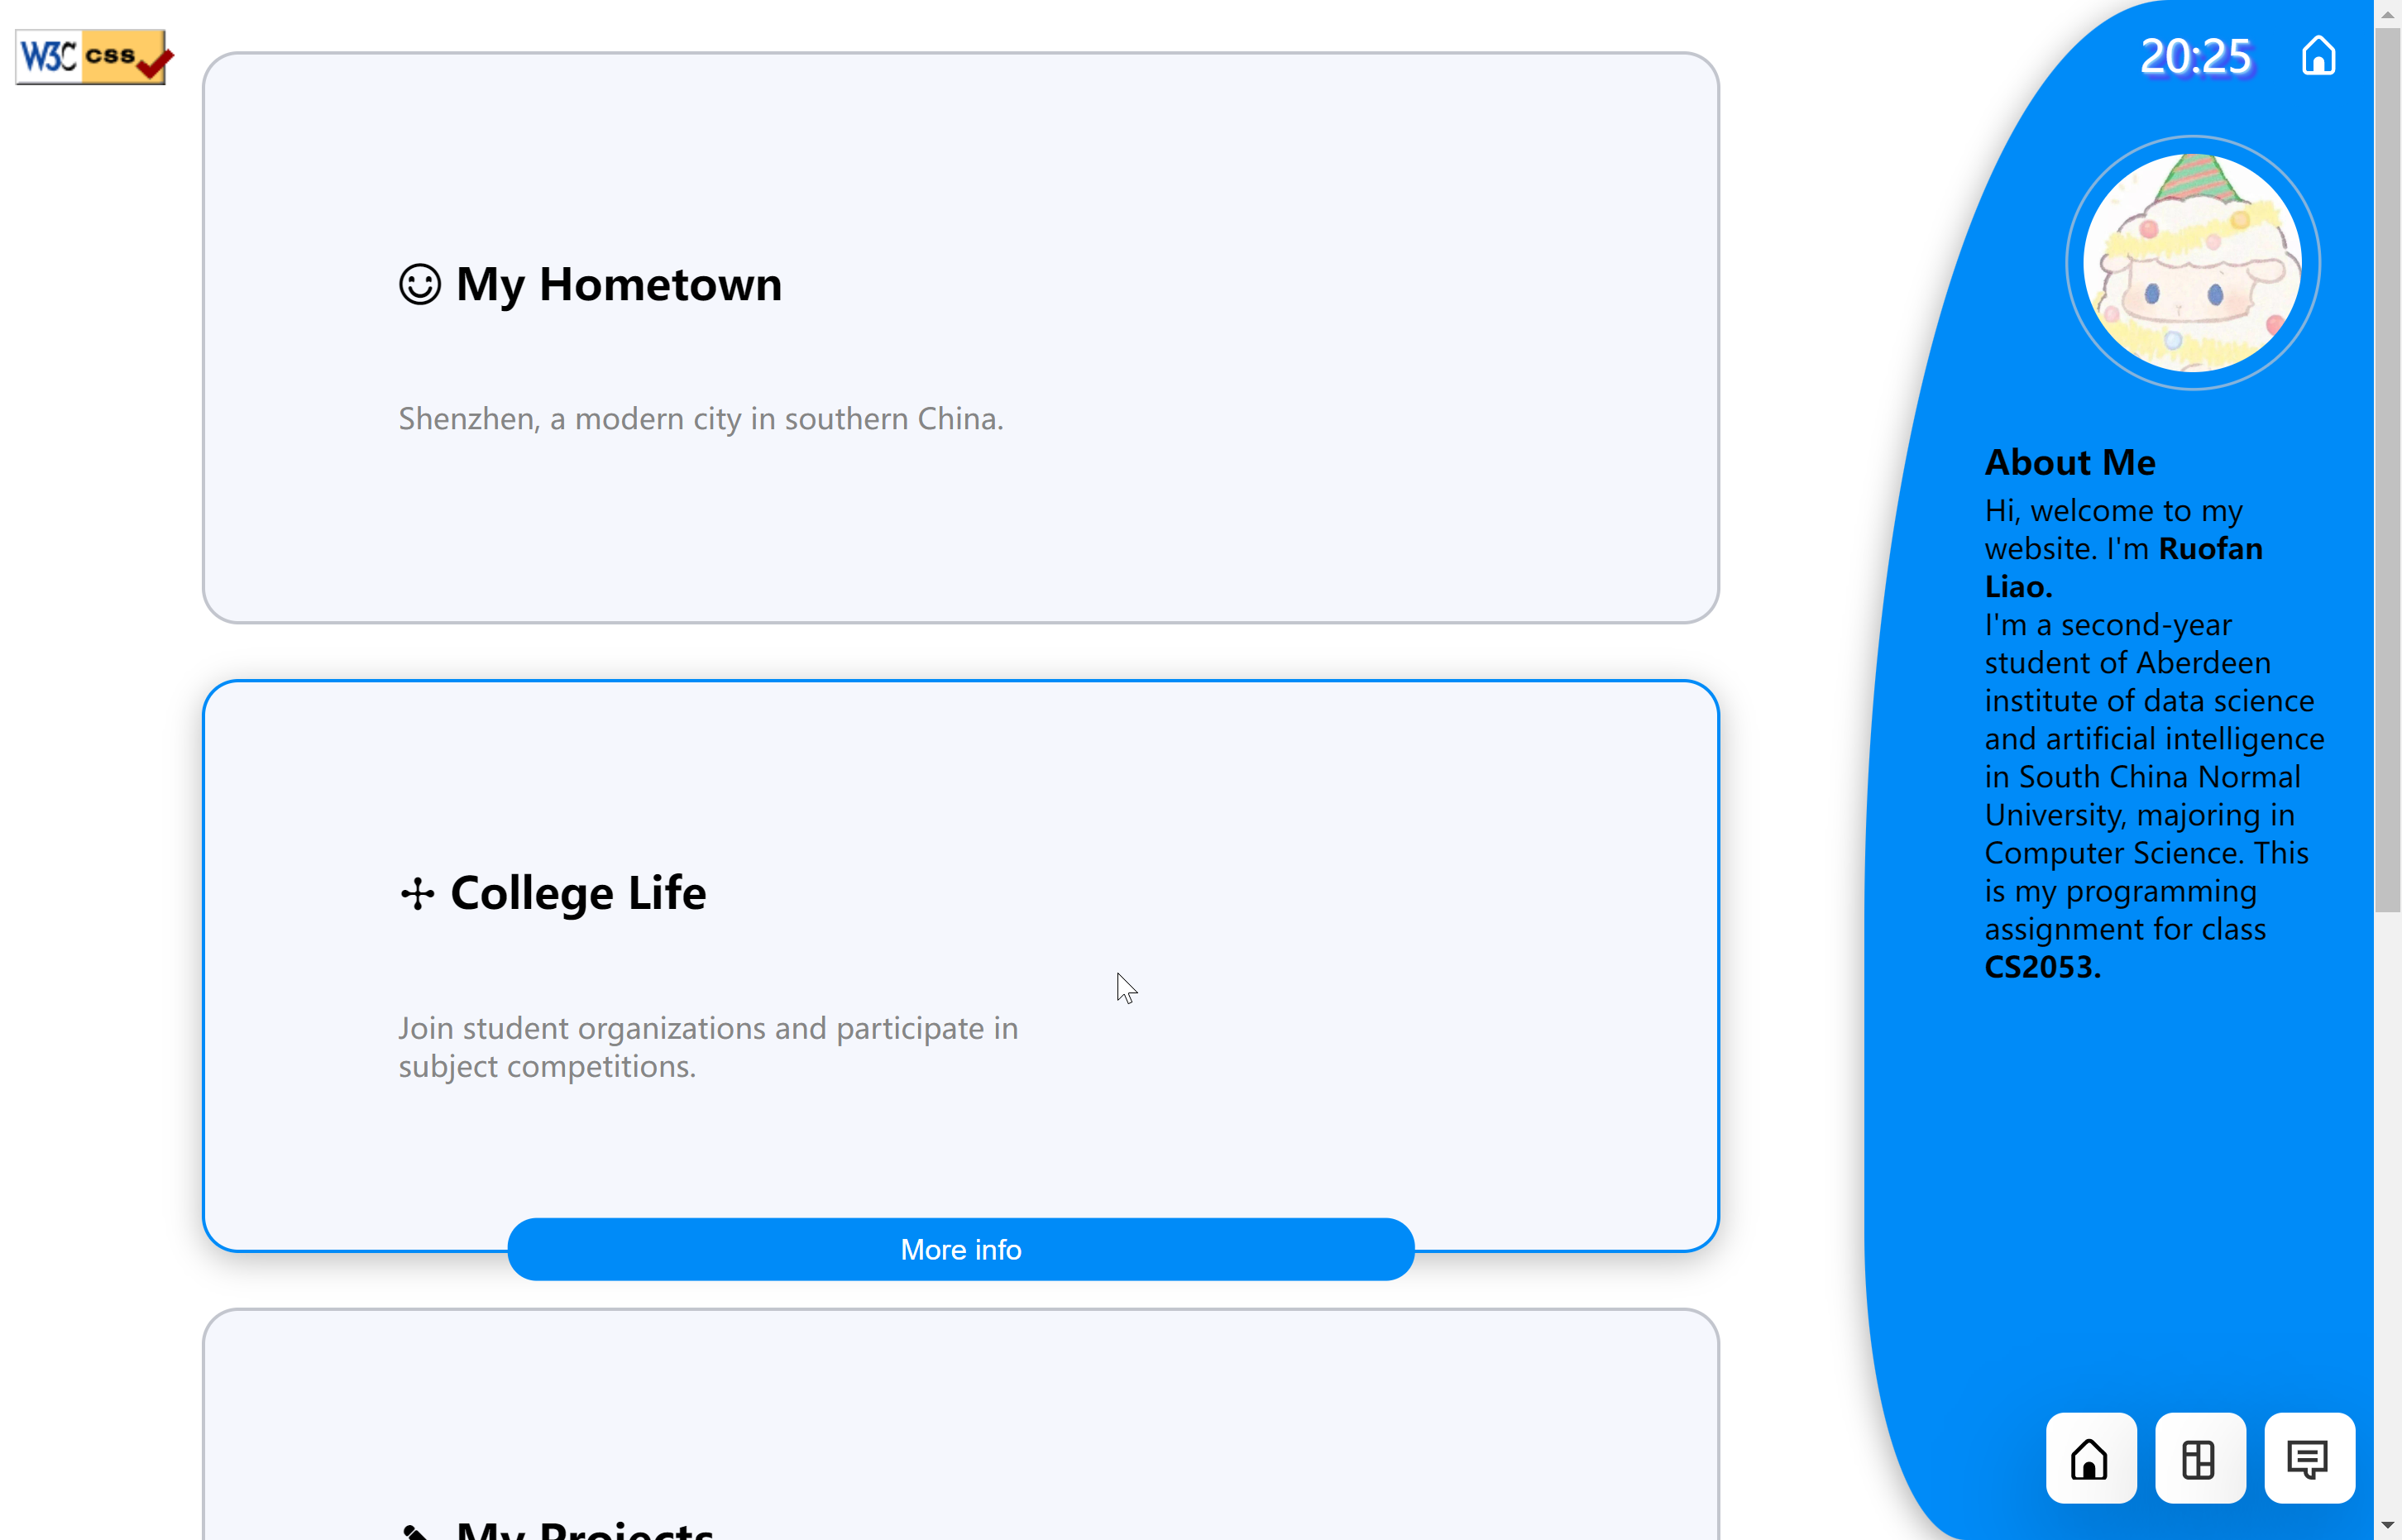 W3C css
My Hometown
Shenzhen, a modern city in southern China.
College Life
Join student organizations and participate in
subject competitions.
More info
My Projects
20:25
About Me
Hi, welcome to my
website. I'm Ruofan
Liao.
I'm a second-year
student of Aberdeen
institute of data science
and artificial intelligence
in South China Normal
University, majoring in
Computer Science. This
is my programming
assignment for class
CS2053.